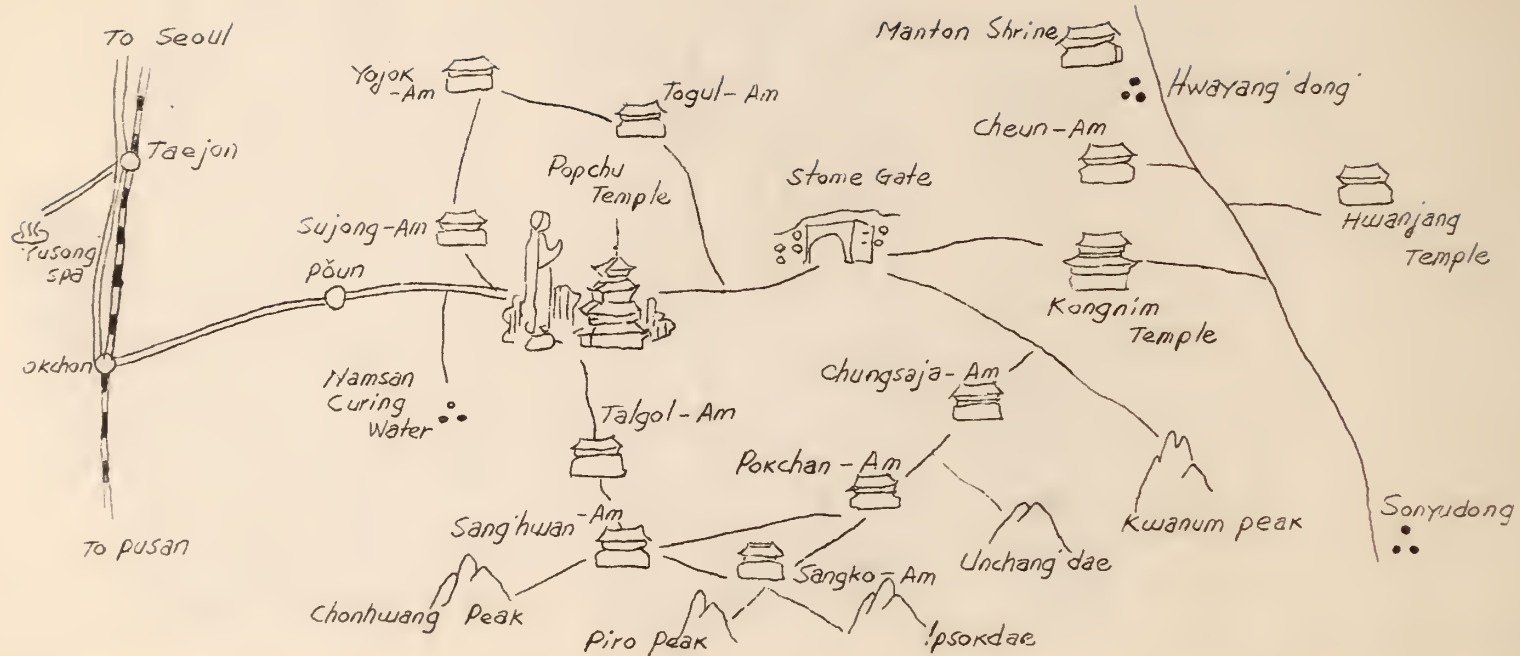 To Seoul
Manton Shrine
Yojok
-Am
Togul-Am
Hwayang'dong'
Taejon
Cheun-Am
Popchu
Temple
Stome Gate
Yusong
spa
Sujong-Am
Hwanjang
Temple
pŏun
Kongnim
Temple
okchon
Namsan
Curing
Water
Chungsaja-Am
Talgol-Am
Pokchan-Am
Sang'hwan-Am
Kwanum peak
Sonyudong
To pusan
Unchang'dae
Sangko-Am
Chonhwang Peak
Piro peak
Ipsokdae